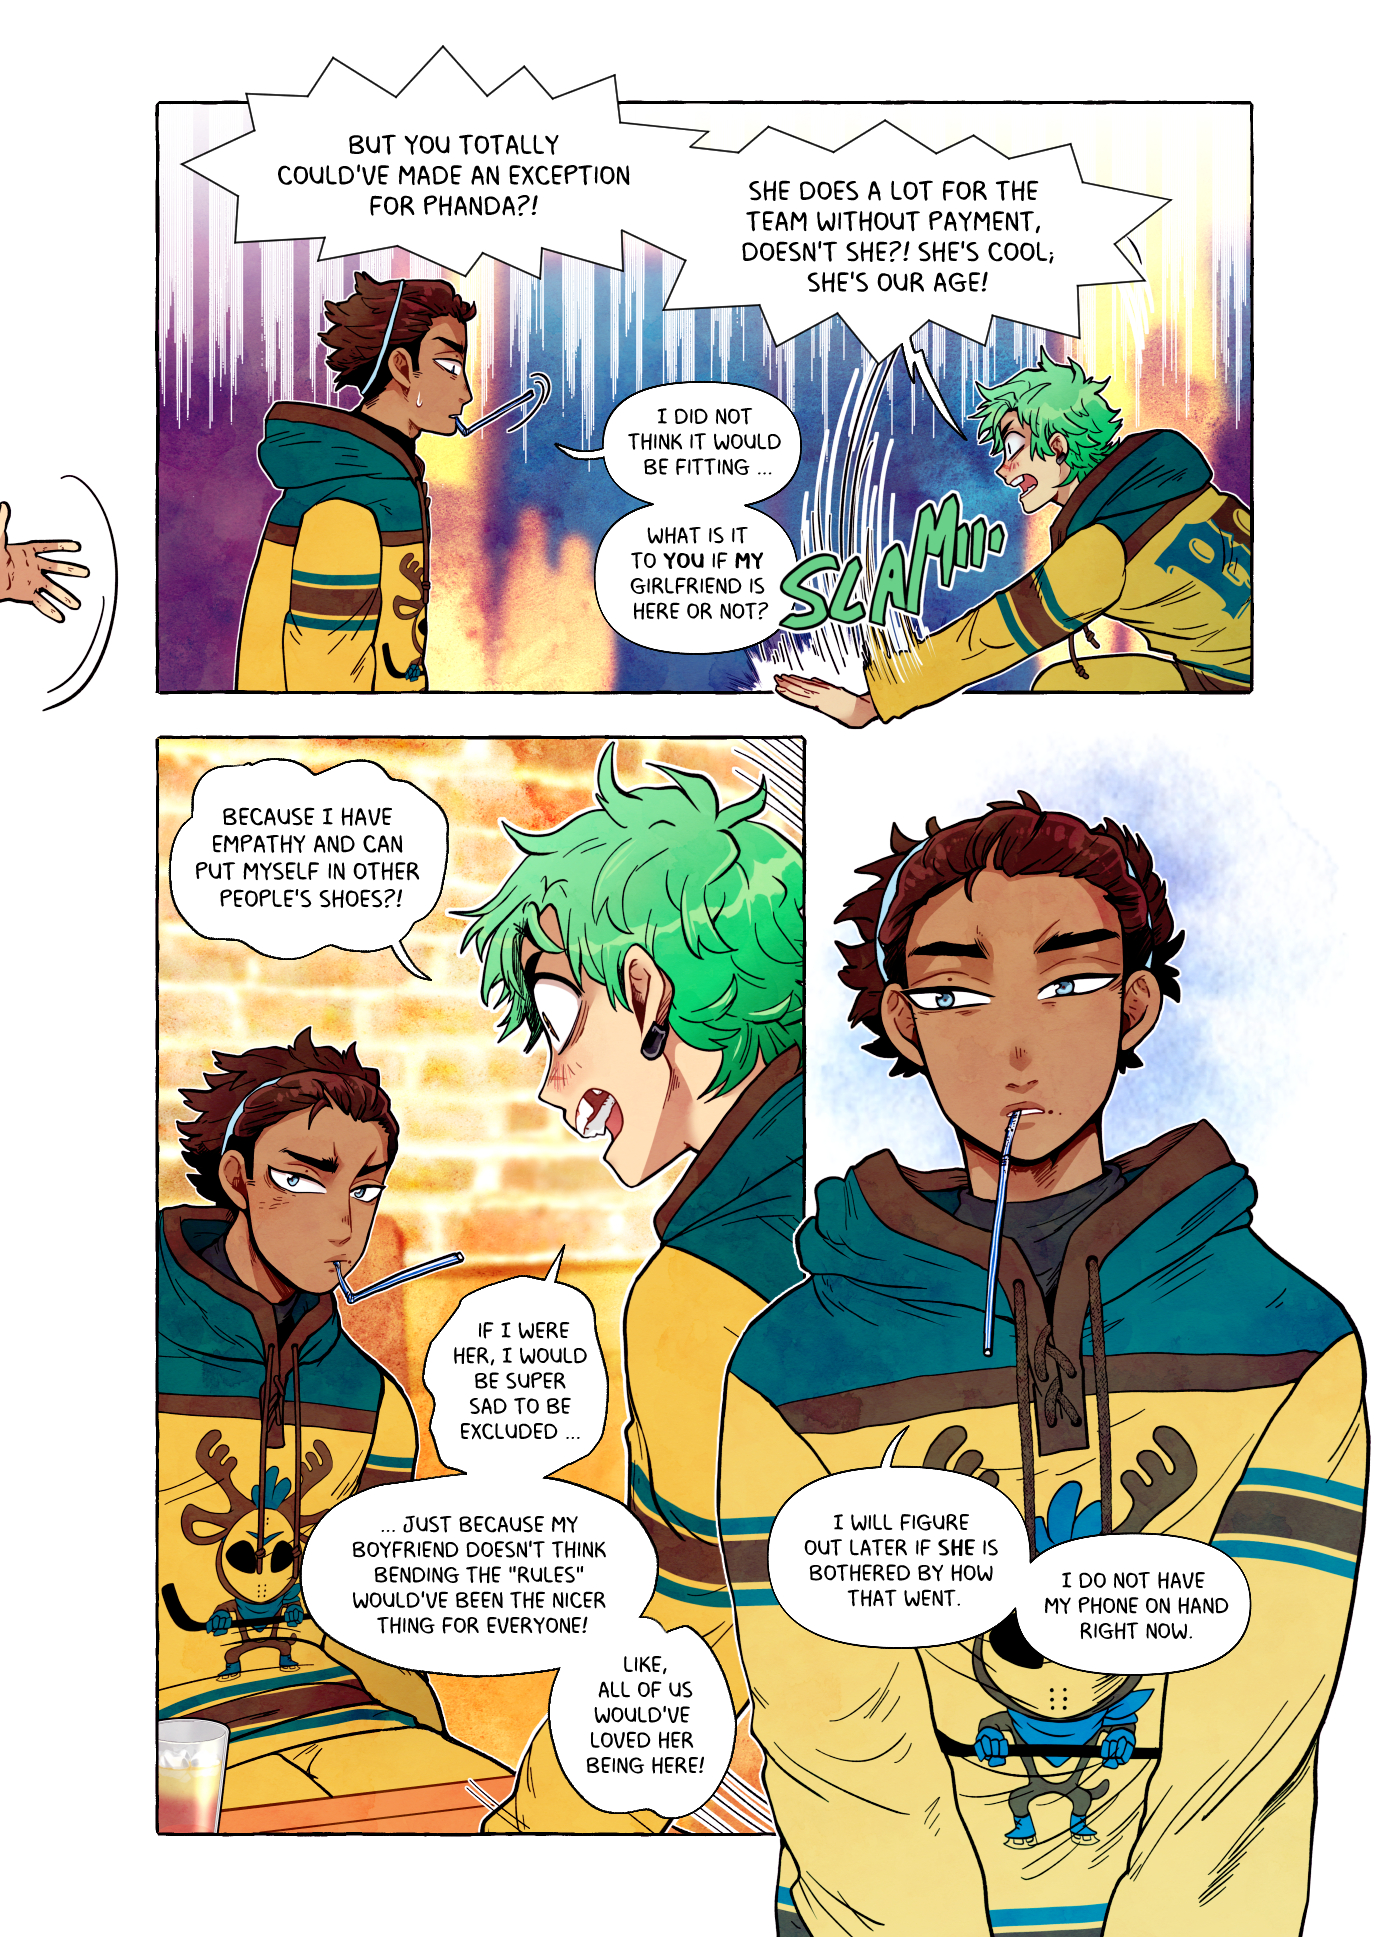 BUT YOU TOTALLY
COULD'VE MADE AN EXCEPTION
FOR PHANDA?!
SHE DOES A LOT FOR THE
TEAM WITHOUT PAYMENT,
DOESN'T SHE?! SHE'S COOL;
SHE'S OUR AGE!
I DID NOT
THINK IT WOULD
BE FITTING ...
WHAT IS IT
TO YOU IF MY
GIRLFRIEND IS
HERE OR NOT?
SLAM
BECAUSE I HAVE
EMPATHY AND CAN
PUT MYSELF IN OTHER
PEOPLE'S SHOES?!
IF I WERE
HER, I WOULD
BE SUPER
SAD TO BE
EXCLUDED ...
... JUST BECAUSE MY
BOYFRIEND DOESN'T THINK
BENDING THE "RULES"
WOULD'VE BEEN THE NICER
THING FOR EVERYONE!
LIKE,
ALL OF US
WOULD'VE
LOVED HER
BEING HERE!
I WILL FIGURE
OUT LATER IF SHE IS
BOTHERED BY HOW
THAT WENT.
I DO NOT HAVE
MY PHONE ON HAND
RIGHT NOW.